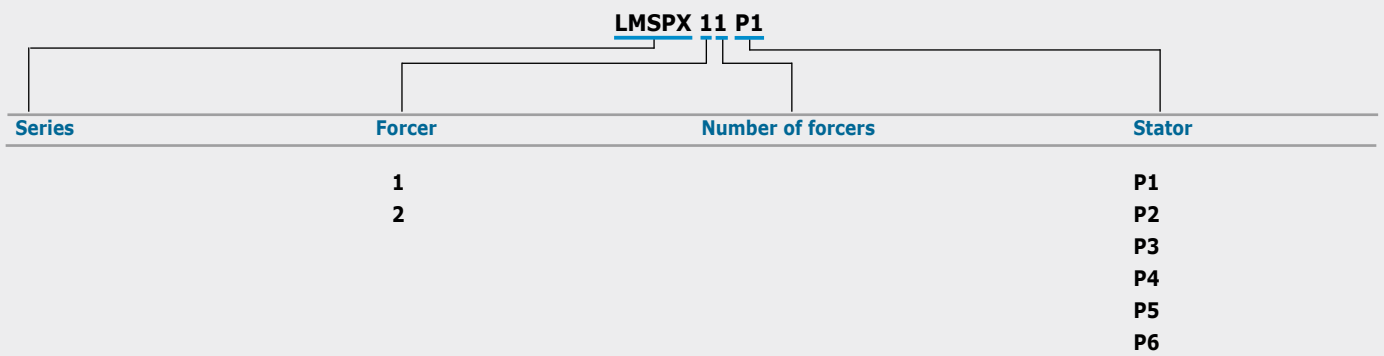 LMSPX 11 P1
Series Forcer Number of forcers Stator
1 P1
2 P2
P3
P4
P5
P6